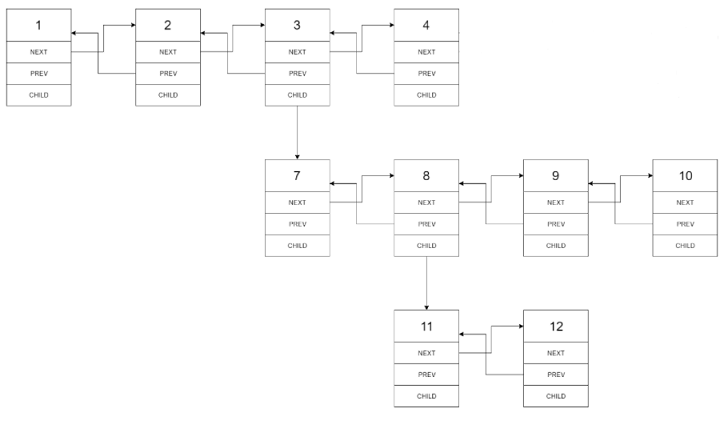 1 2 3 4
NEXT NEXT NEXT NEXT
PREV PREV PREV PREV
CHILD CHILD CHILD CHILD
7 8 9 10
NEXT NEXT NEXT NEXT
PREV PREV PREV PREV
CHILD CHILD CHILD CHILD
11 12
NEXT NEXT
PREV PREV
CHILD CHILD